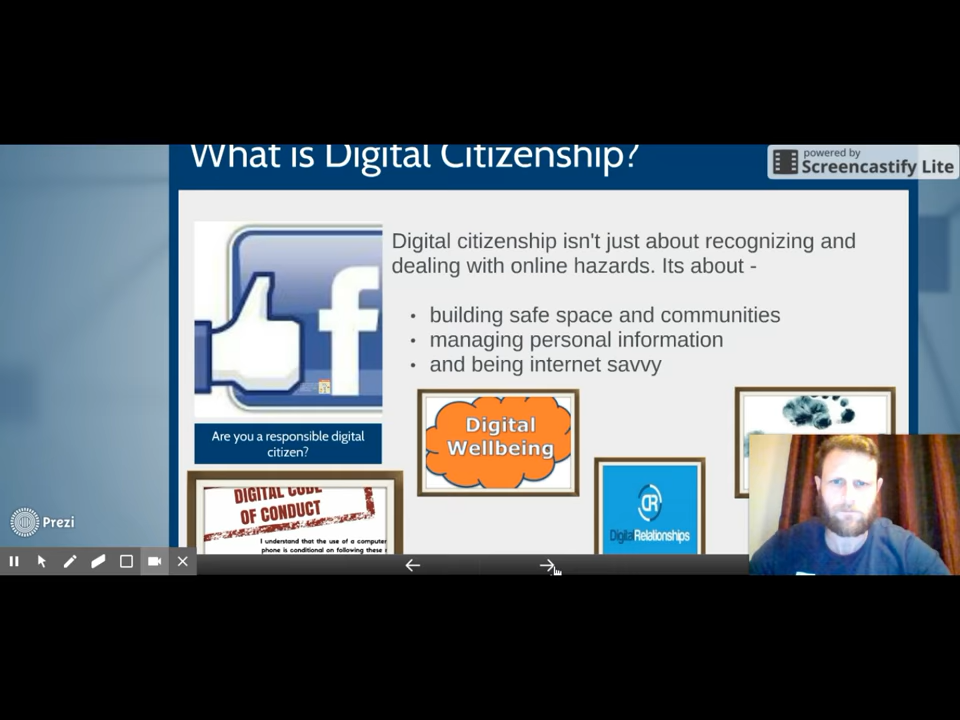 What is Digital Citizenship?
powered by
Screencastify Lite
Digital citizenship isn't just about recognizing and
dealing with online hazards. Its about -
• building safe space and communities
• managing personal information
• and being internet savvy
f
Are you a responsible digital
citizen?
Digital
Wellbeing
DIGITAL CODE
OF CONDUCT
I understand that the use of a computer
phone is conditional on following these
DR
DigitalRelationships
Prezi